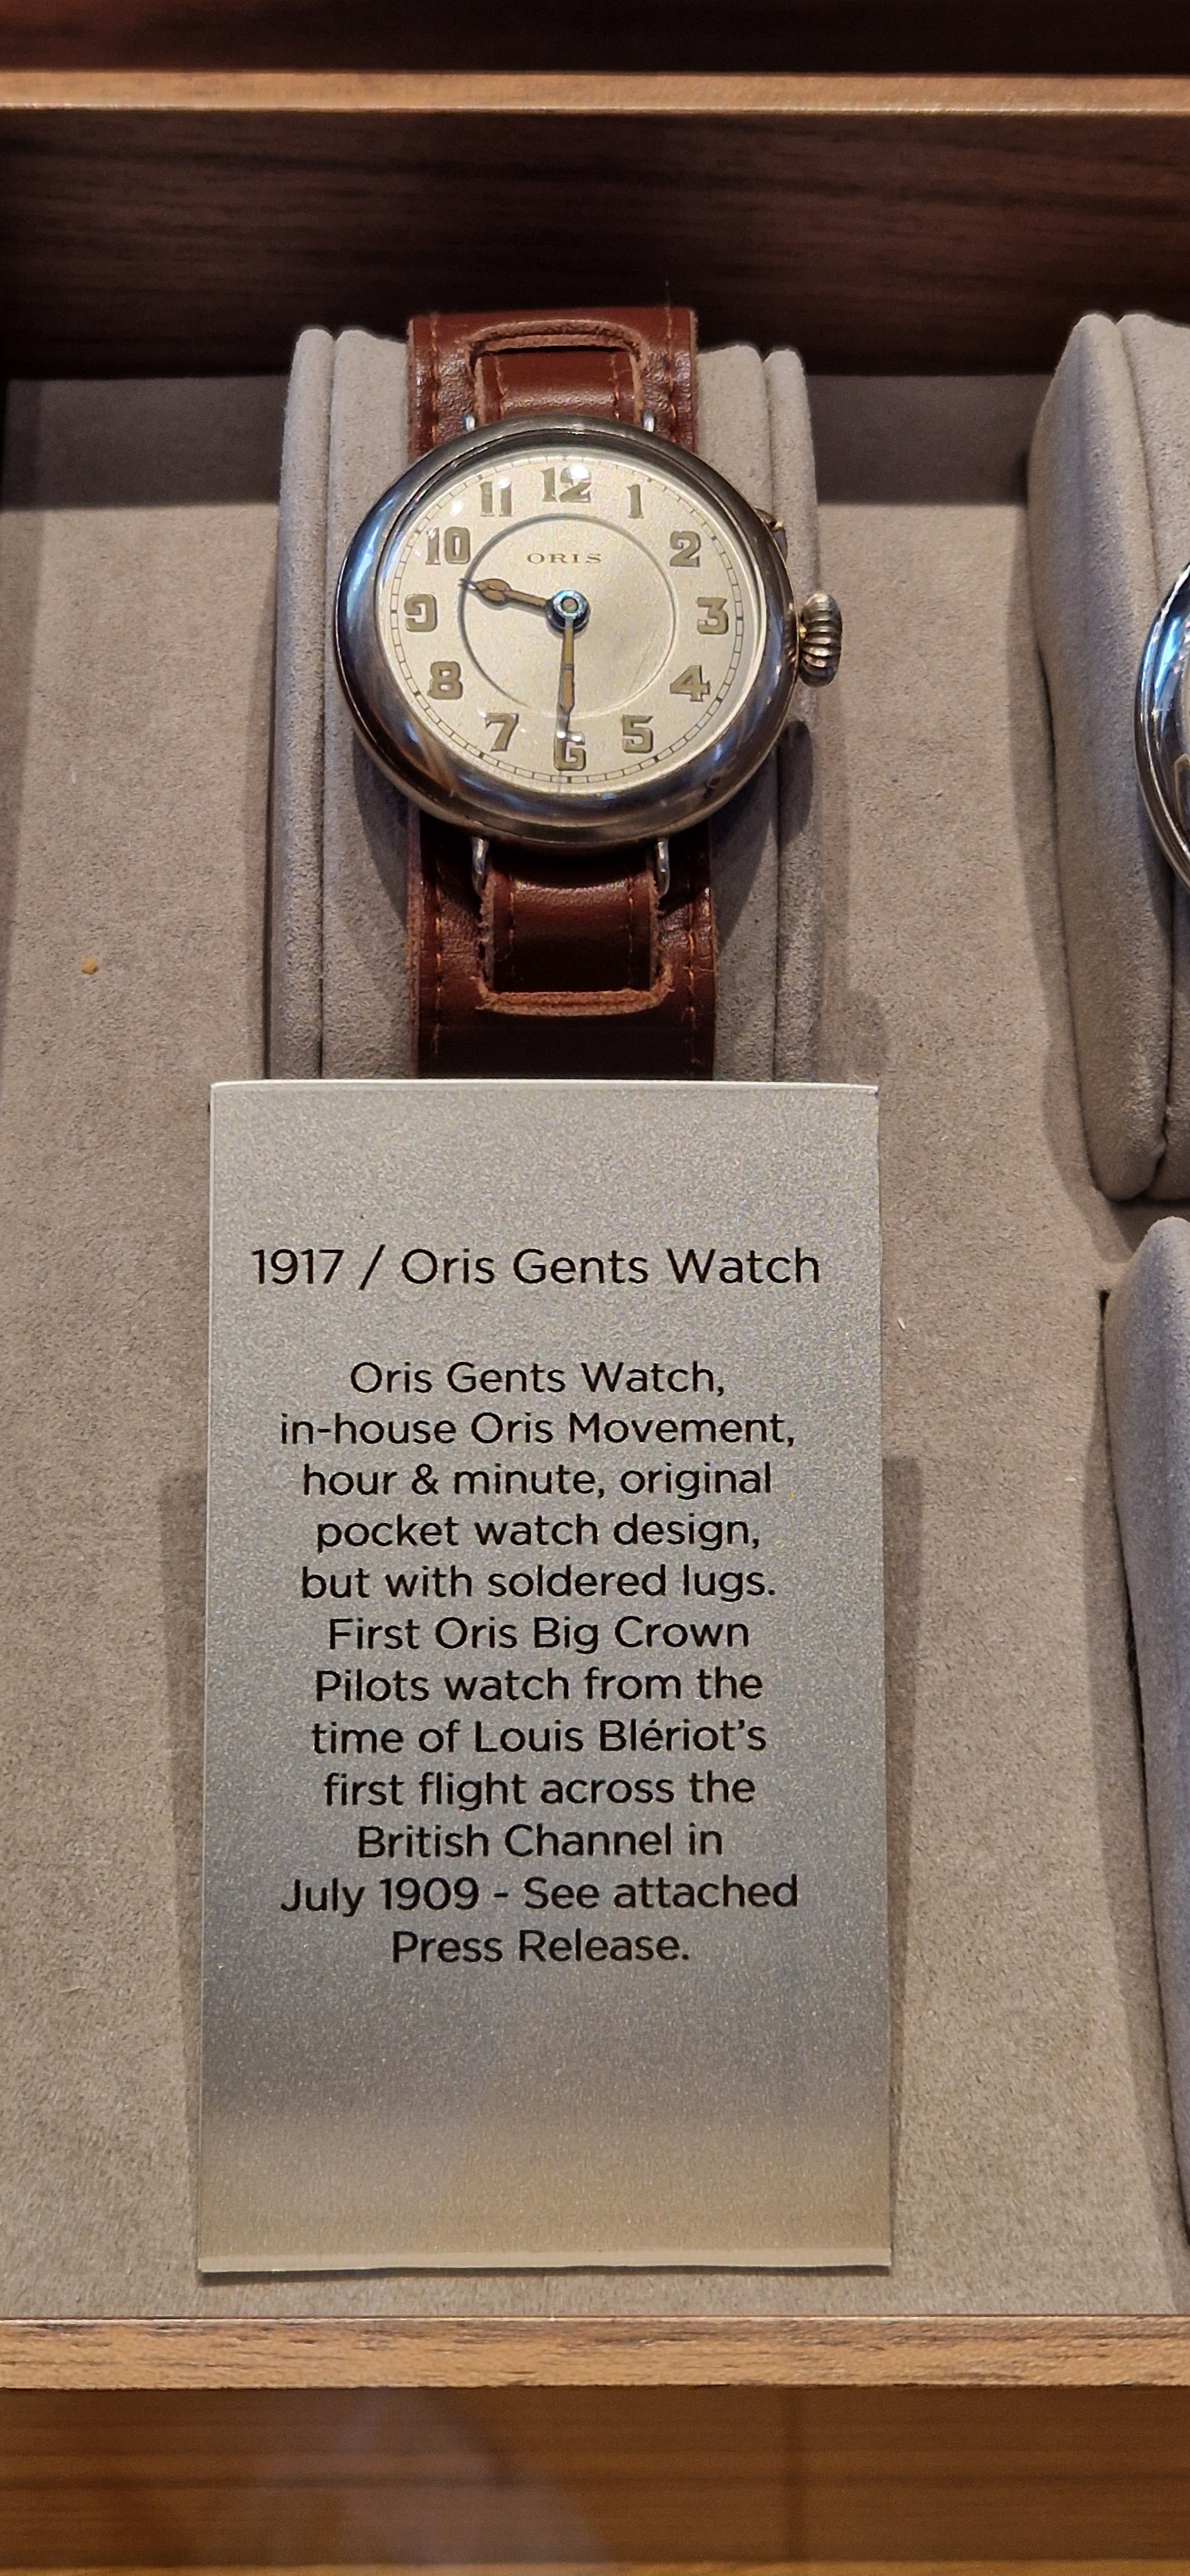 12
11
1
10
2
ORIS
9
3
8
4
7
5
6
1917 / Oris Gents Watch
Oris Gents Watch,
in-house Oris Movement,
hour & minute, original
pocket watch design,
but with soldered lugs.
First Oris Big Crown
Pilots watch from the
time of Louis Blériot's
first flight across the
British Channel in
July 1909 - See attached
Press Release.